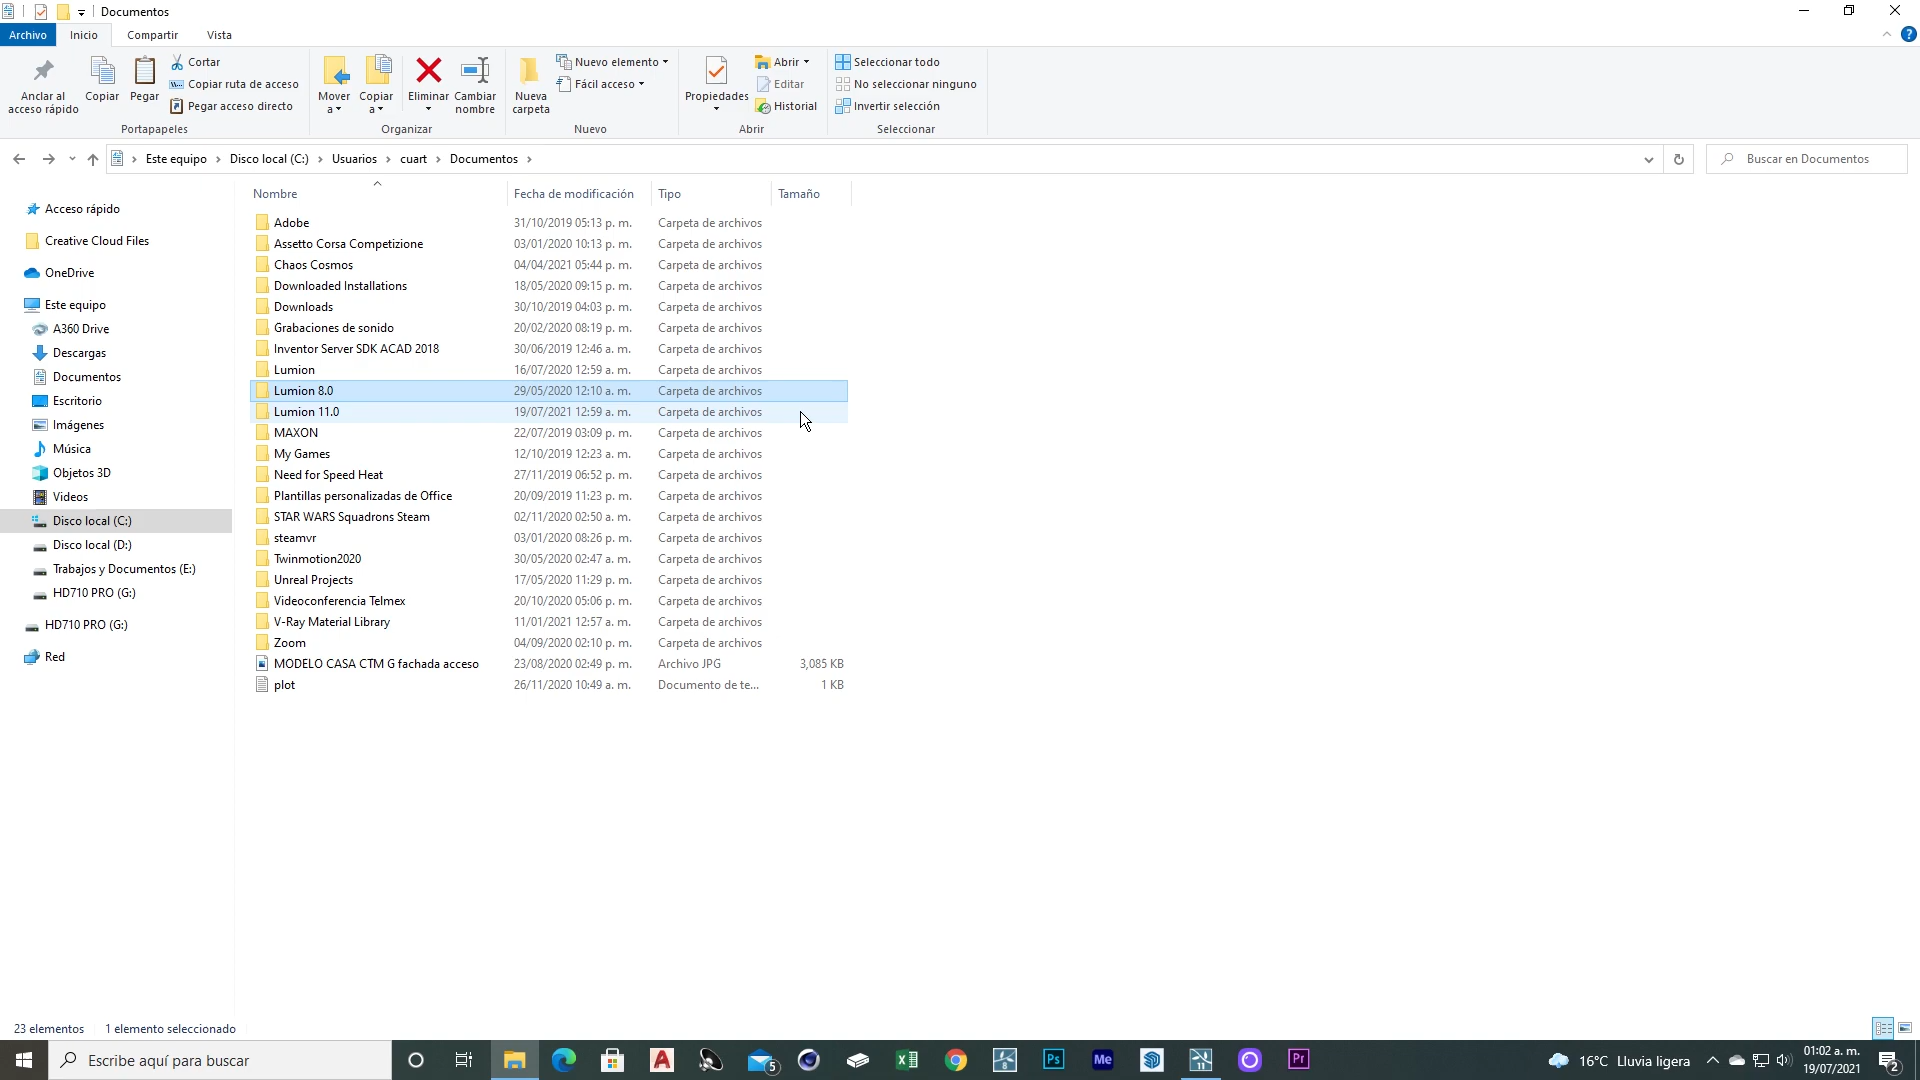 Documentos
Archivo Inicio Compartir Vista
Anclar al acceso rápido
Copiar
Pegar
Cortar
Copiar ruta de acceso
Pegar acceso directo
Portapapeles
Mover a
Copiar a
Eliminar
Cambiar nombre
Organizar
Nueva carpeta
Nuevo elemento
Fácil acceso
Nuevo
Propiedades
Abrir
Editar
Historial
Abrir
Seleccionar todo
No seleccionar ninguno
Invertir selección
Seleccionar
Este equipo > Disco local (C:) > Usuarios > cuart > Documentos >
Buscar en Documentos
Acceso rápido
Creative Cloud Files
OneDrive
Este equipo
A360 Drive
Descargas
Documentos
Escritorio
Imágenes
Música
Objetos 3D
Videos
Disco local (C:)
Disco local (D:)
Trabajos y Documentos (E:)
HD710 PRO (G:)
HD710 PRO (G:)
Red
Nombre Fecha de modificación Tipo Tamaño
Adobe 31/10/2019 05:13 p. m. Carpeta de archivos
Assetto Corsa Competizione 03/01/2020 10:13 p. m. Carpeta de archivos
Chaos Cosmos 04/04/2021 05:44 p. m. Carpeta de archivos
Downloaded Installations 18/05/2020 09:15 p. m. Carpeta de archivos
Downloads 30/10/2019 04:03 p. m. Carpeta de archivos
Grabaciones de sonido 20/02/2020 08:19 p. m. Carpeta de archivos
Inventor Server SDK ACAD 2018 30/06/2019 12:46 a. m. Carpeta de archivos
Lumion 16/07/2020 12:59 a. m. Carpeta de archivos
Lumion 8.0 29/05/2020 12:10 a. m. Carpeta de archivos
Lumion 11.0 19/07/2021 12:59 a. m. Carpeta de archivos
MAXON 22/07/2019 03:09 p. m. Carpeta de archivos
My Games 12/10/2019 12:23 a. m. Carpeta de archivos
Need for Speed Heat 27/11/2019 06:52 p. m. Carpeta de archivos
Plantillas personalizadas de Office 20/09/2019 11:23 p. m. Carpeta de archivos
STAR WARS Squadrons Steam 02/11/2020 02:50 a. m. Carpeta de archivos
steamvr 03/01/2020 08:26 p. m. Carpeta de archivos
Twinmotion2020 30/05/2020 02:47 a. m. Carpeta de archivos
Unreal Projects 17/05/2020 11:29 p. m. Carpeta de archivos
Videoconferencia Telmex 20/10/2020 05:06 p. m. Carpeta de archivos
V-Ray Material Library 11/01/2021 12:57 a. m. Carpeta de archivos
Zoom 04/09/2020 02:10 p. m. Carpeta de archivos
MODELO CASA CTM G fachada acceso 23/08/2020 02:49 p. m. Archivo JPG 3,085 KB
plot 26/11/2020 10:49 a. m. Documento de te... 1 KB
23 elementos 1 elemento seleccionado
Escribe aquí para buscar
5
8
Ps
Me
11
Pr
16°C Lluvia ligera
01:02 a. m.
19/07/2021
2